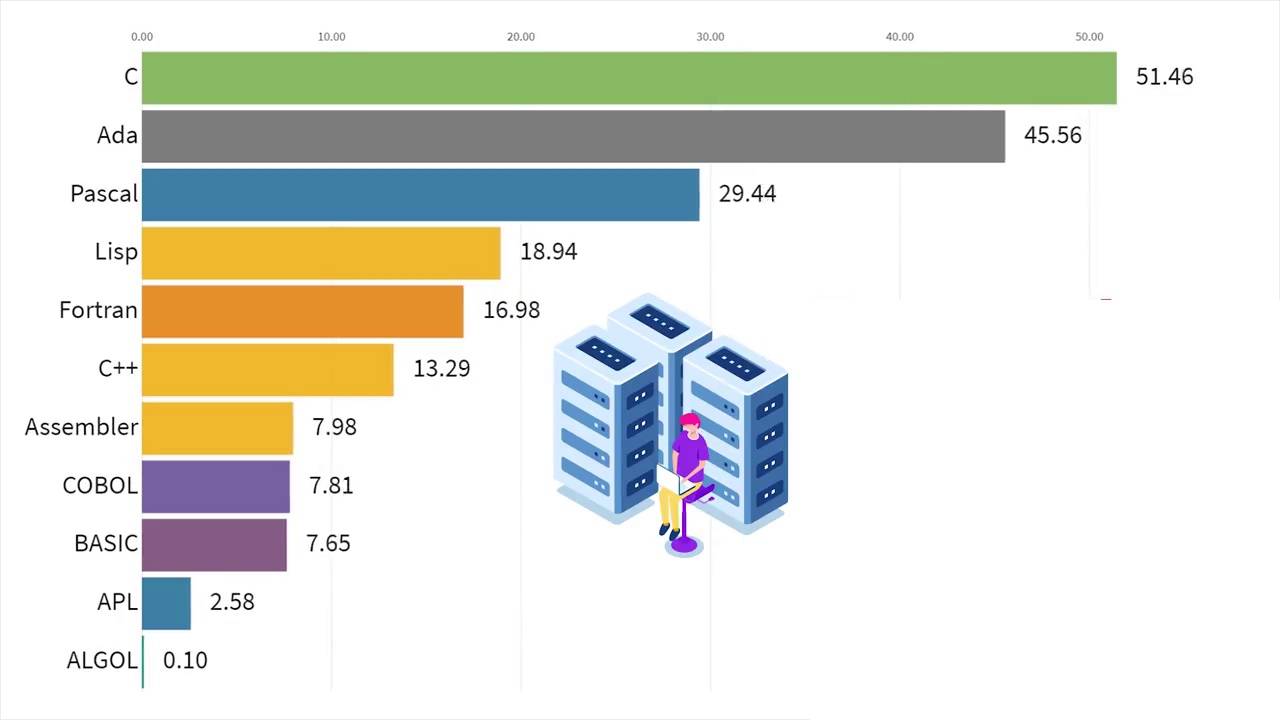 0.00 10.00 20.00 30.00 40.00 50.00
C 51.46
Ada 45.56
Pascal 29.44
Lisp 18.94
Fortran 16.98
C++ 13.29
Assembler 7.98
COBOL 7.81
BASIC 7.65
APL 2.58
ALGOL 0.10